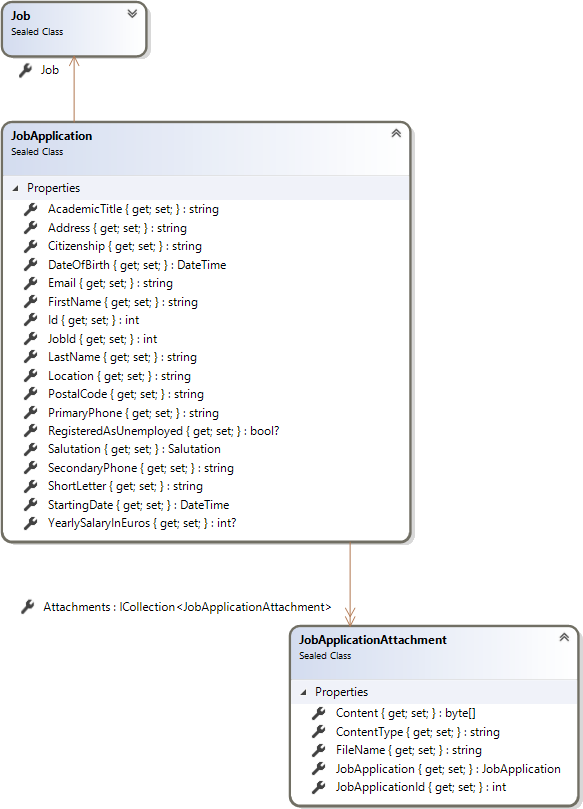 Job
Sealed Class
Job
JobApplication
Sealed Class
Properties
AcademicTitle { get; set; } : string
Address { get; set; } : string
Citizenship { get; set; } : string
DateOfBirth { get; set; } : DateTime
Email { get; set; } : string
FirstName { get; set; } : string
Id { get; set; } : int
JobId { get; set; } : int
LastName { get; set; } : string
Location { get; set; } : string
PostalCode { get; set; } : string
PrimaryPhone { get; set; } : string
RegisteredAsUnemployed { get; set; } : bool?
Salutation { get; set; } : Salutation
SecondaryPhone { get; set; } : string
ShortLetter { get; set; } : string
StartingDate { get; set; } : DateTime
YearlySalaryInEuros { get; set; } : int?
Attachments : ICollection<JobApplicationAttachment>
JobApplicationAttachment
Sealed Class
Properties
Content { get; set; } : byte[]
ContentType { get; set; } : string
FileName { get; set; } : string
JobApplication { get; set; } : JobApplication
JobApplicationId { get; set; } : int